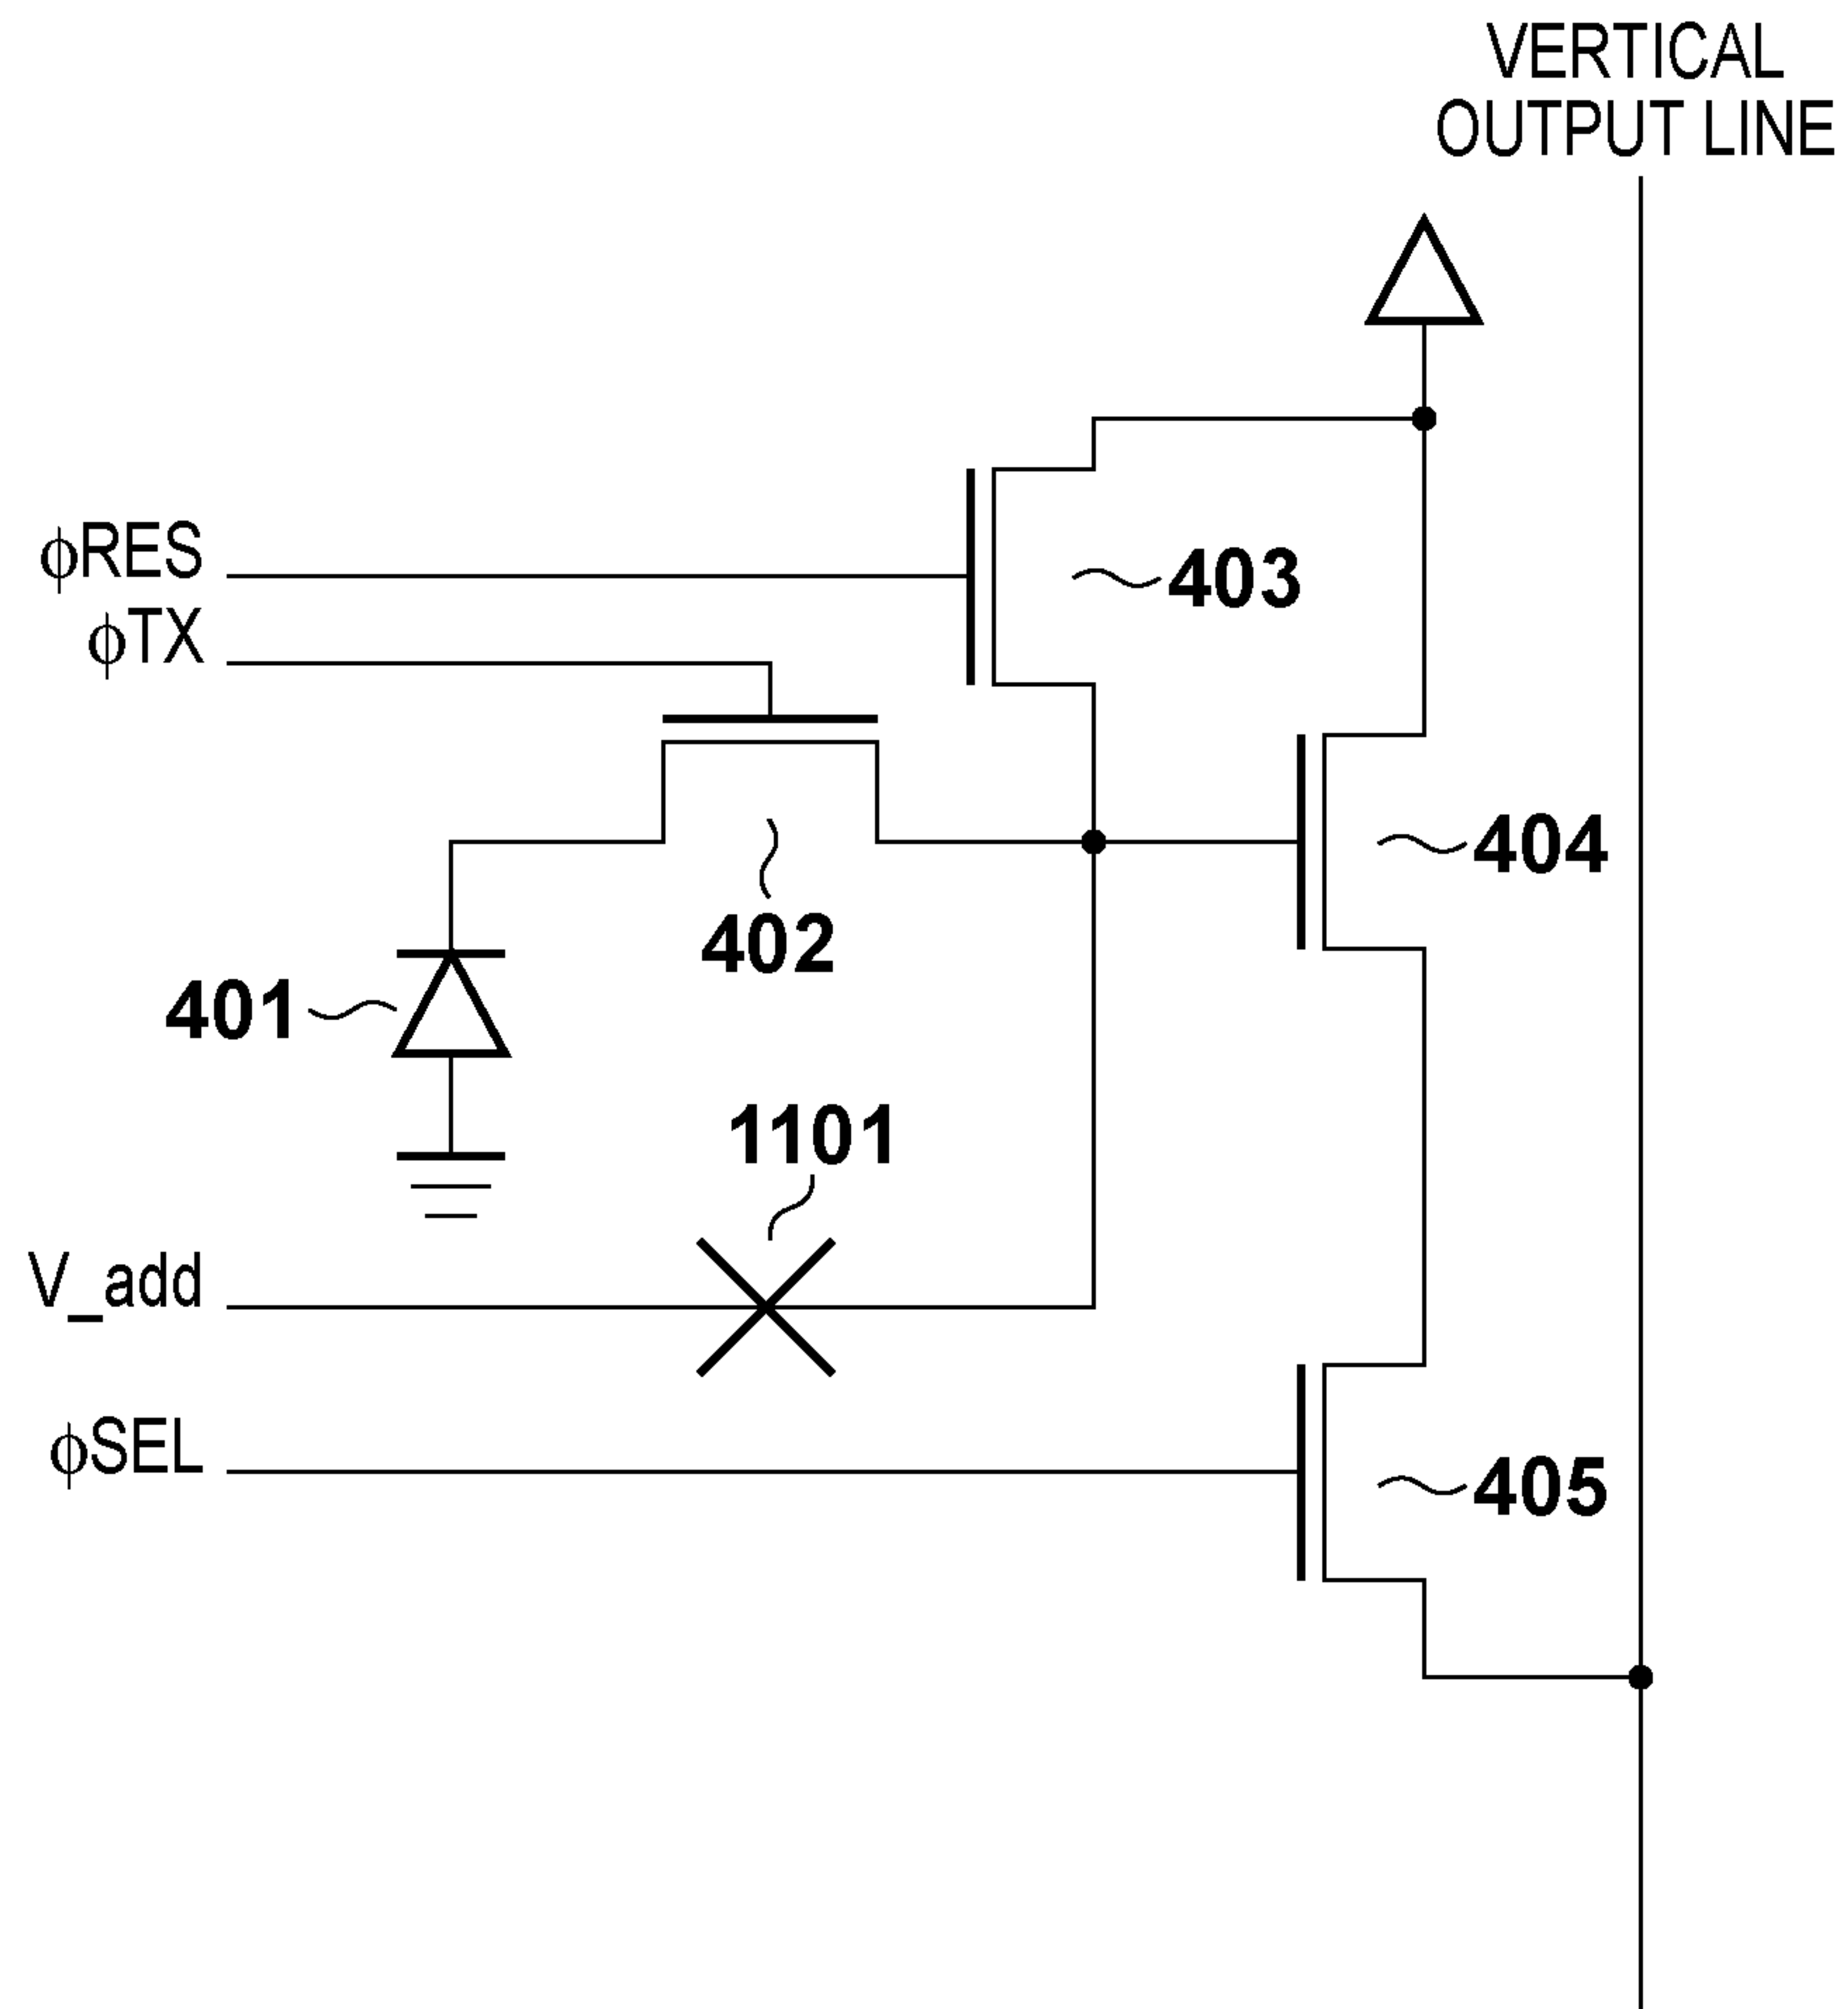 VERTICAL
OUTPUT LINE
ϕRES
403
ϕTX
404
402
401
1101
V_add
ϕSEL
405